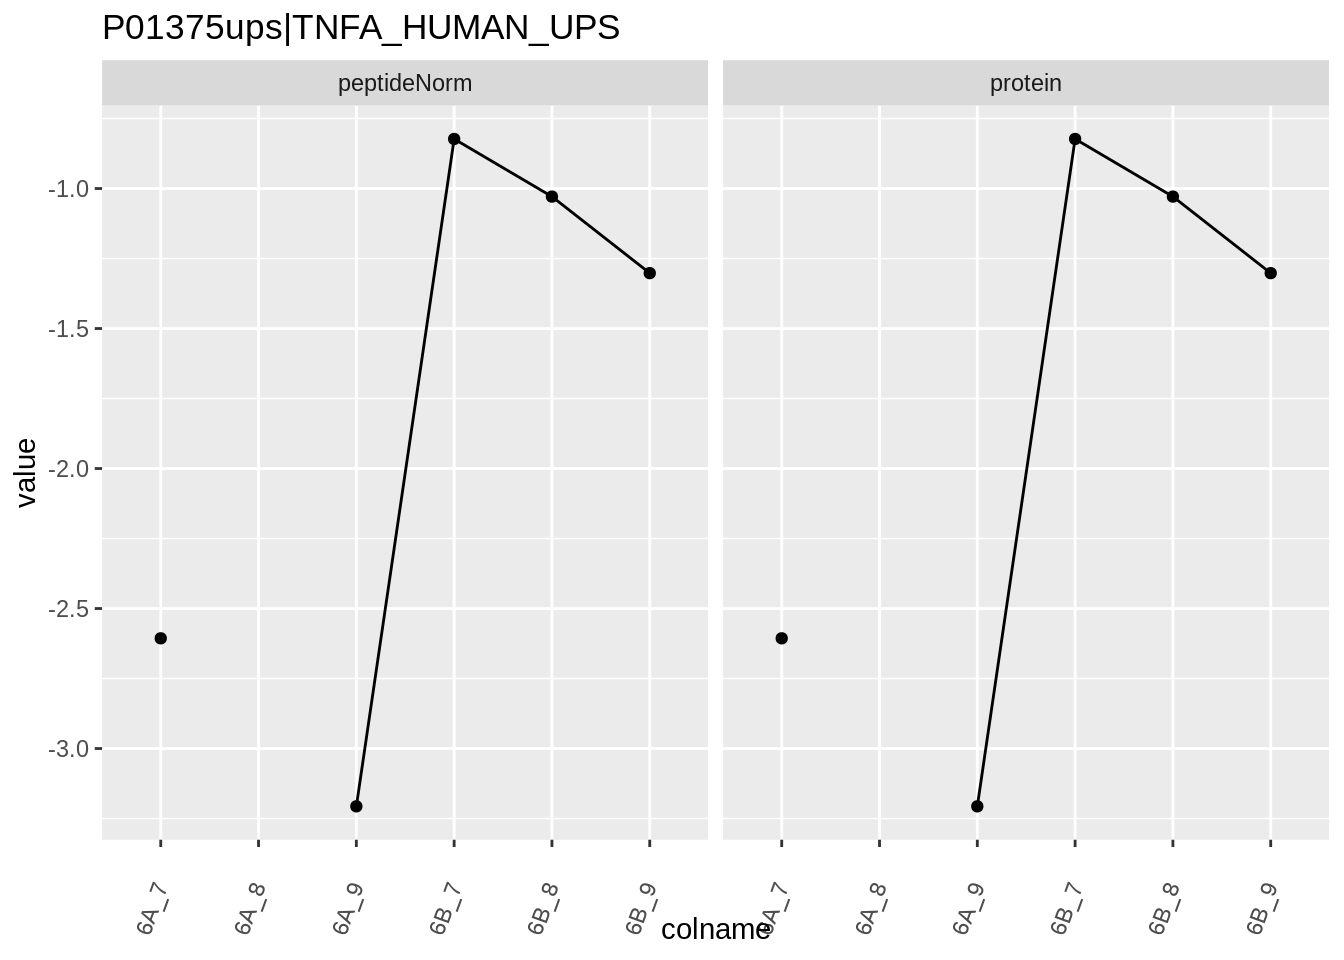 P01375ups|TNFA_HUMAN_UPS
peptideNorm
protein
value
-1.0
-1.5
-2.0
-2.5
-3.0
6A_7
6A_8
6A_9
6B_7
6B_8
6B_9
6A_7
6A_8
6A_9
6B_7
6B_8
6B_9
colname